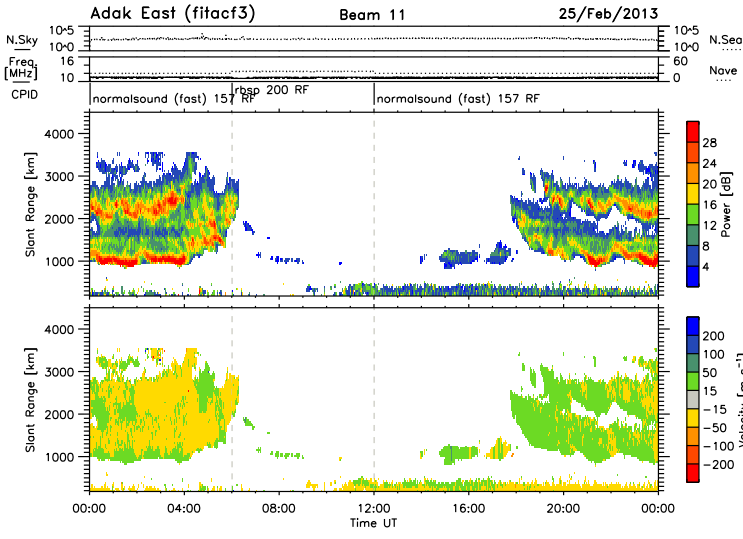 Adak East (fitacf3)
Beam 11
25/Feb/2013
N.Sky
10^5
10^0
10^5
10^0
N.Sea
Freq.
[MHz]
16
10
60
0
Nave
CPID
normalsound (fast) 157 RF
rbsp 200 RF
normalsound (fast) 157 RF
Slant Range [km]
4000
3000
2000
1000
28
24
20
16
12
8
4
Power [dB]
Slant Range [km]
4000
3000
2000
1000
200
100
50
15
-15
-50
-100
-200
Velocity [m s^-1]
00:00 04:00 08:00 12:00 16:00 20:00 00:00
Time UT